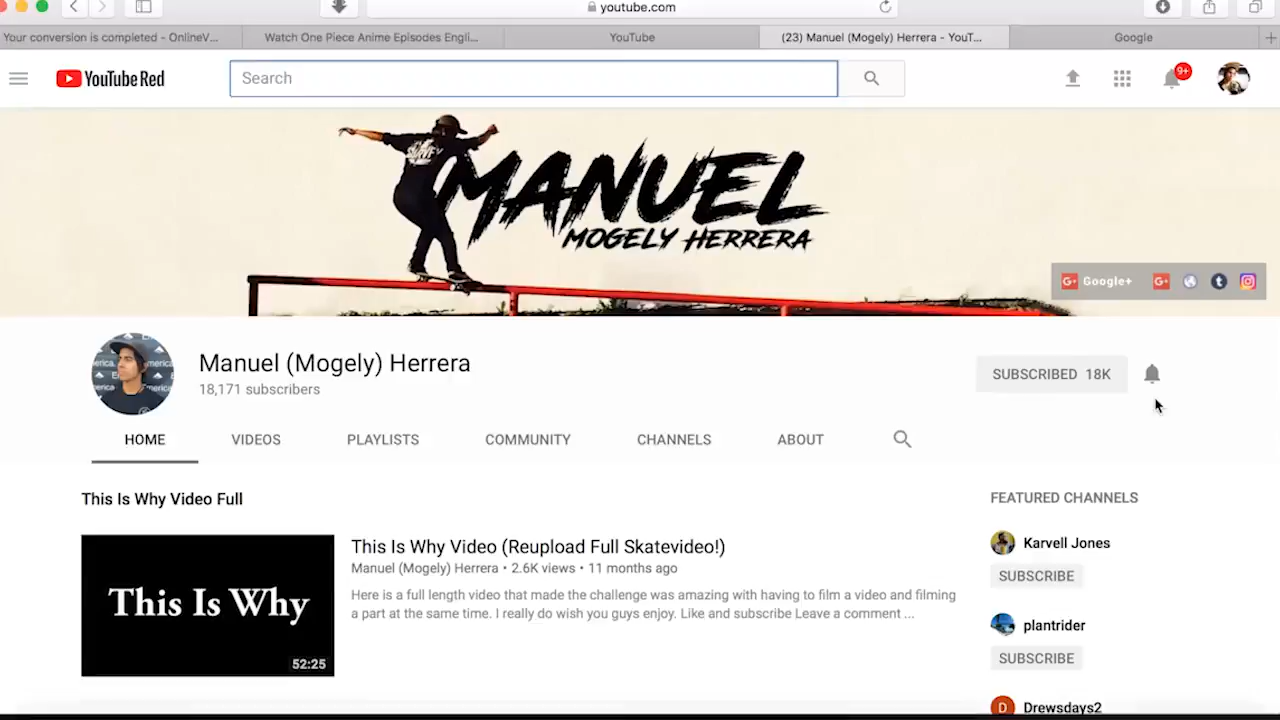 youtube.com
Your conversion is completed - OnlineV...
Watch One Piece Anime Episodes Engli...
YouTube
(23) Manuel (Mogely) Herrera - YouT...
Google
YouTube Red
Search
9+
MANUEL
MOGELY HERRERA
Google+
Manuel (Mogely) Herrera
18,171 subscribers
SUBSCRIBED 18K
HOME
VIDEOS
PLAYLISTS
COMMUNITY
CHANNELS
ABOUT
This Is Why Video Full
FEATURED CHANNELS
This Is Why
52:25
This Is Why Video (Reupload Full Skatevideo!)
Manuel (Mogely) Herrera • 2.6K views • 11 months ago
Here is a full length video that made the challenge was amazing with having to film a video and filming
a part at the same time. I really do wish you guys enjoy. Like and subscribe Leave a comment ...
Karvell Jones
SUBSCRIBE
plantrider
SUBSCRIBE
D
Drewsdays2